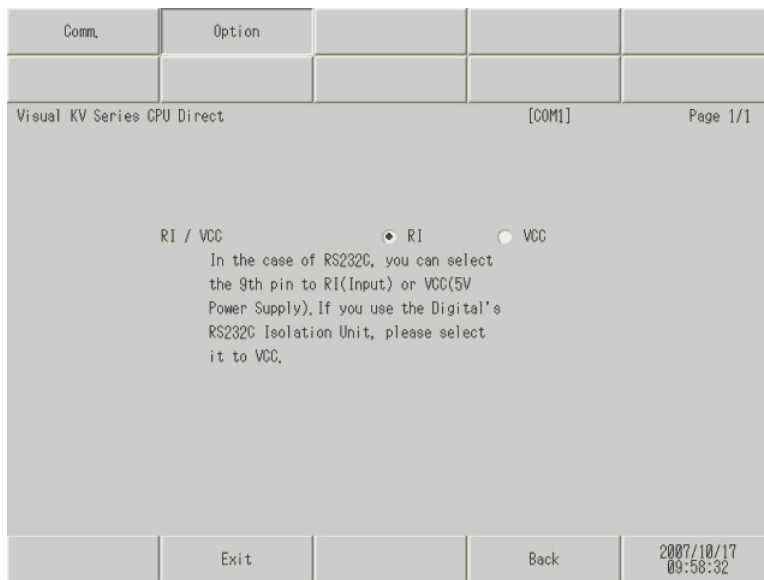 Comm. Option
Visual KV Series CPU Direct [COM1] Page 1/1
RI / VCC RI VCC
In the case of RS232C, you can select
the 9th pin to RI(Input) or VCC(5V
Power Supply).If you use the Digital's
RS232C Isolation Unit, please select
it to VCC.
Exit Back 2007/10/17
09:58:32